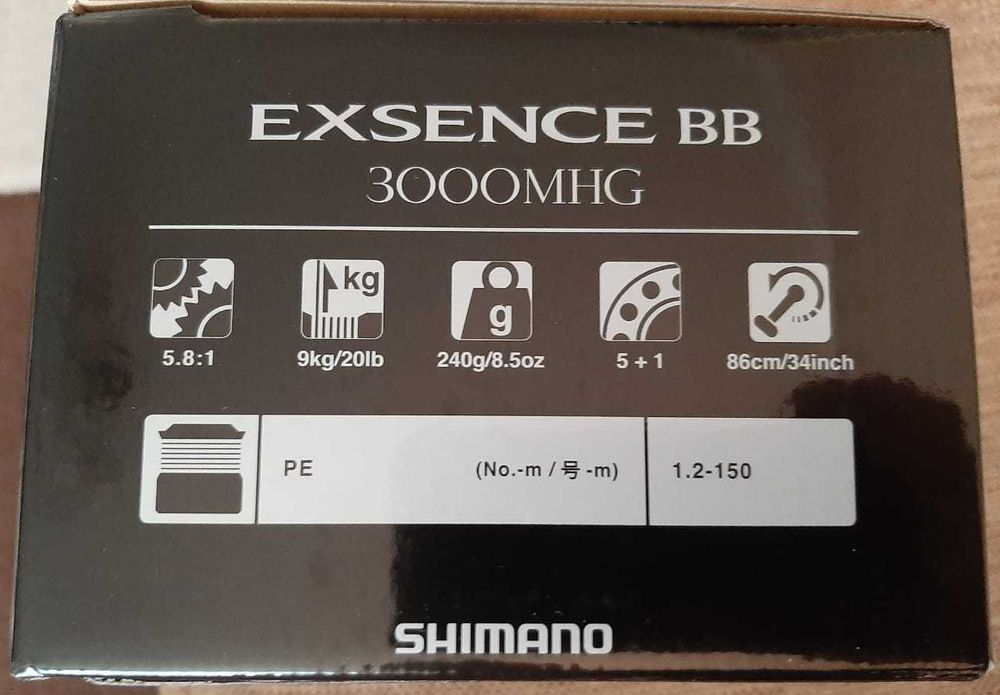 EXSENCE BB
3000MHG
kg
g
5.8:1 9kg/20lb 240g/8.5oz 5 + 1 86cm/34inch
PE (No.-m / 号 -m) 1.2-150
SHIMANO